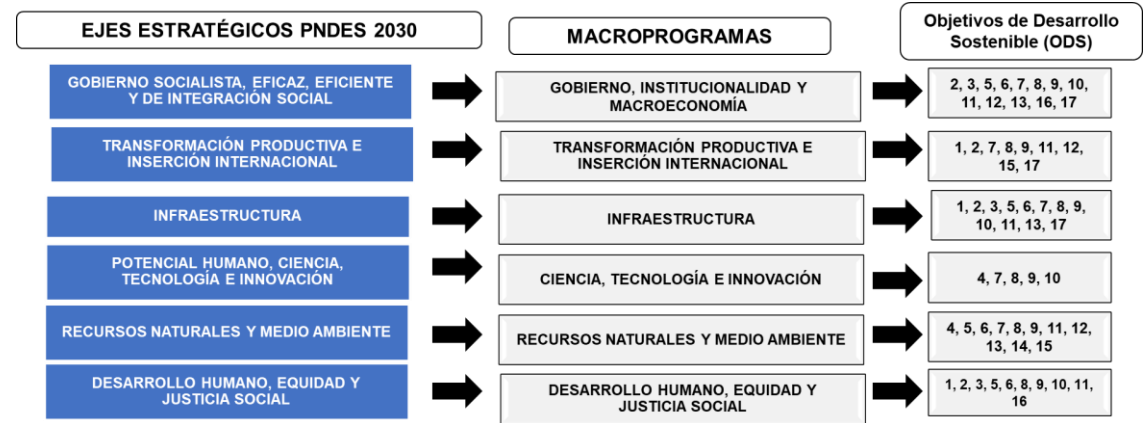 EJES ESTRATÉGICOS PNDES 2030
MACROPROGRAMAS
Objetivos de Desarrollo
Sostenible (ODS)
GOBIERNO SOCIALISTA, EFICAZ, EFICIENTE
Y DE INTEGRACIÓN SOCIAL
GOBIERNO, INSTITUCIONALIDAD Y
MACROECONOMÍA
2, 3, 5, 6, 7, 8, 9, 10,
11, 12, 13, 16, 17
TRANSFORMACIÓN PRODUCTIVA E
INSERCIÓN INTERNACIONAL
TRANSFORMACIÓN PRODUCTIVA E
INSERCIÓN INTERNACIONAL
1, 2, 7, 8, 9, 11, 12,
15, 17
INFRAESTRUCTURA
INFRAESTRUCTURA
1, 2, 3, 5, 6, 7, 8, 9,
10, 11, 13, 17
POTENCIAL HUMANO, CIENCIA,
TECNOLOGÍA E INNOVACIÓN
CIENCIA, TECNOLOGÍA E INNOVACIÓN
4, 7, 8, 9, 10
RECURSOS NATURALES Y MEDIO AMBIENTE
RECURSOS NATURALES Y MEDIO AMBIENTE
4, 5, 6, 7, 8, 9, 11, 12,
13, 14, 15
DESARROLLO HUMANO, EQUIDAD Y
JUSTICIA SOCIAL
DESARROLLO HUMANO, EQUIDAD Y
JUSTICIA SOCIAL
1, 2, 3, 5, 6, 8, 9, 10, 11,
16